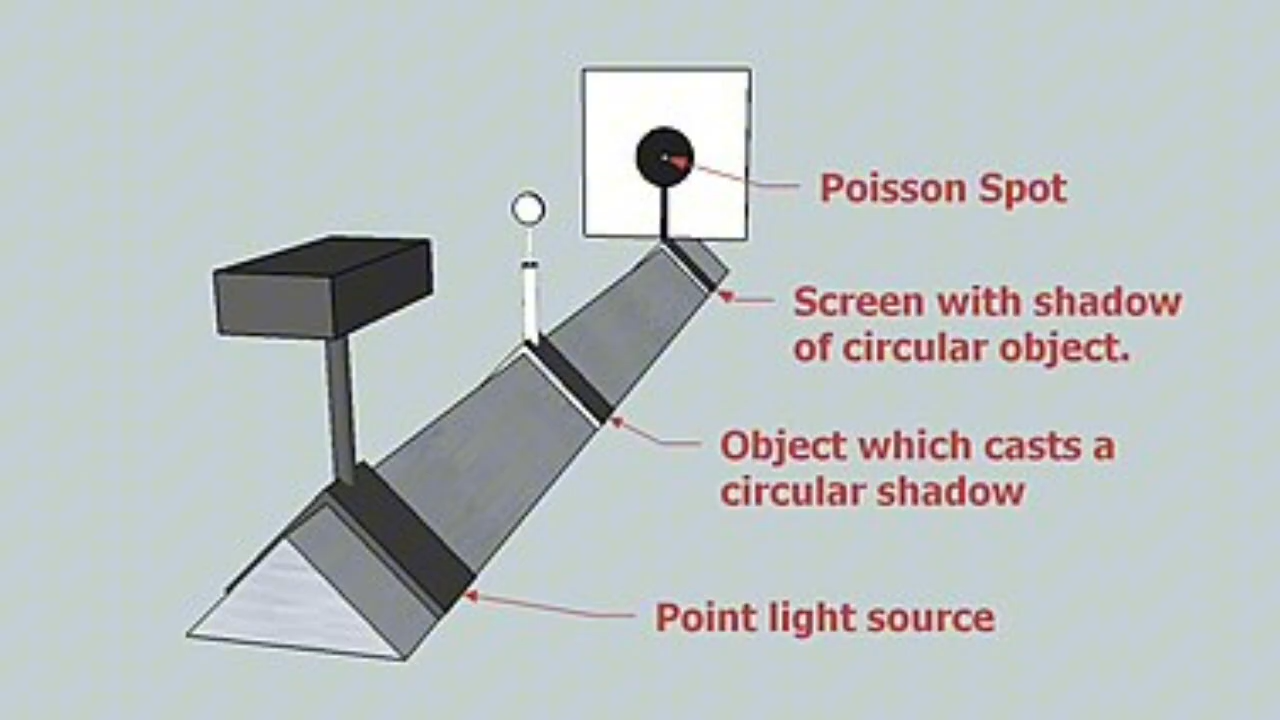 Poisson Spot
Screen with shadow
of circular object.
Object which casts a
circular shadow
Point light source